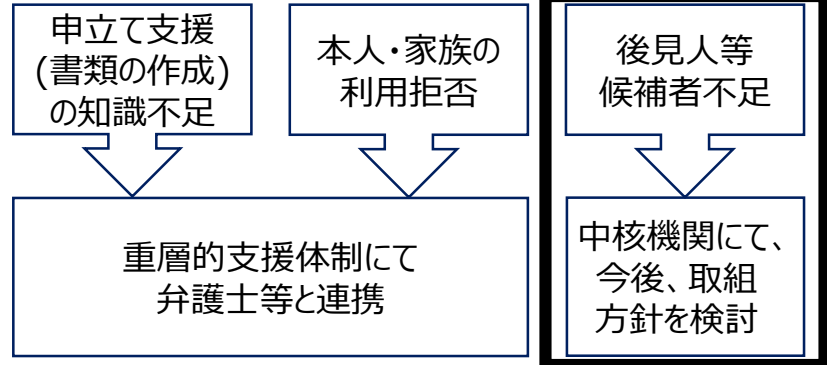 申立て支援
(書類の作成)
の知識不足
本人・家族の
利用拒否
後見人等
候補者不足
重層的支援体制にて
弁護士等と連携
中核機関にて、
今後、取組
方針を検討